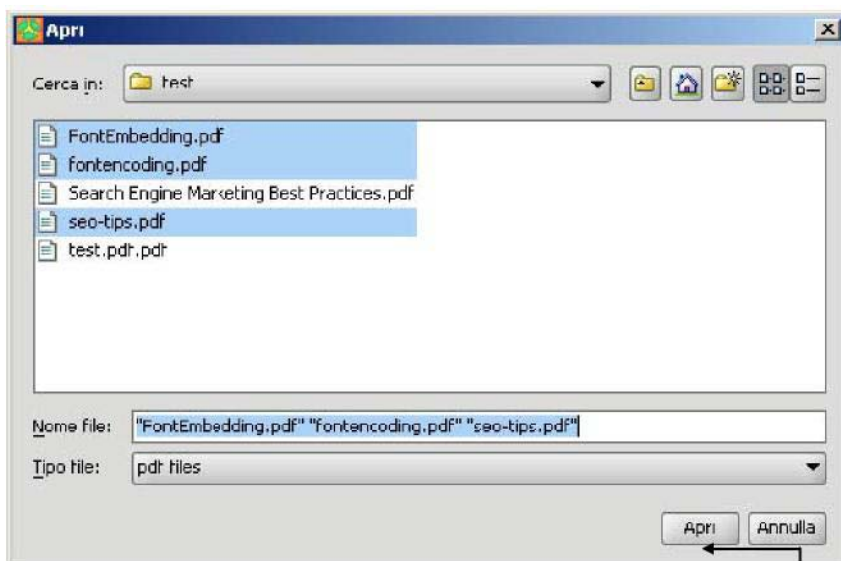 Apri
Cerca in: test
FontEmbedding.pdf
fontencoding.pdf
Search Engine Marketing Best Practices.pdf
seo-tips.pdf
test.pdf.pdf
Nome file: "FontEmbedding.pdf" "fontencoding.pdf" "seo-tips.pdf"
Tipo file: pdf files
Apri Annulla